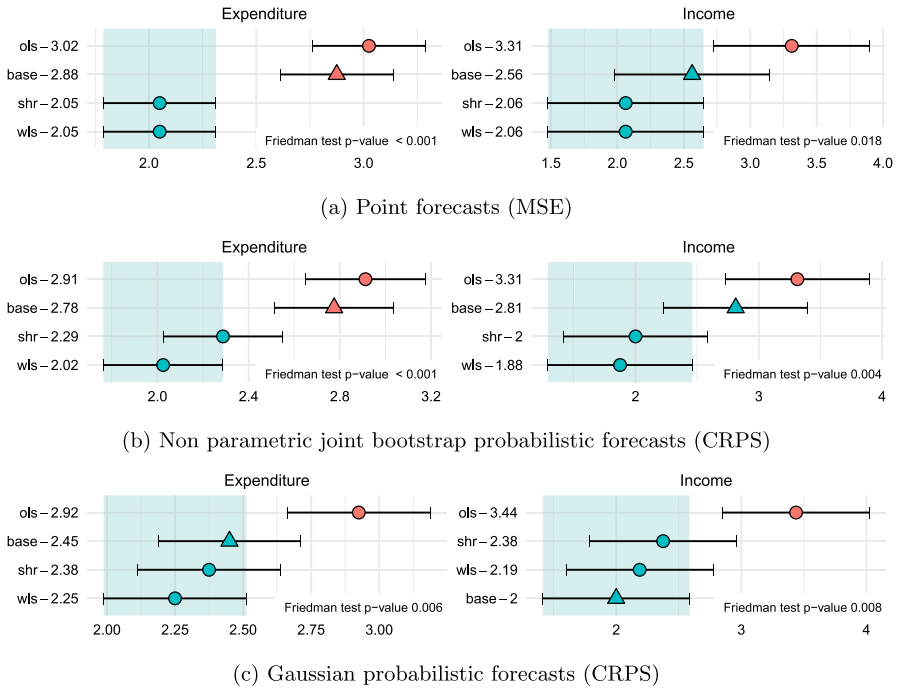 Expenditure
ols − 3.02
base − 2.88
shr − 2.05
wls − 2.05
Friedman test p−value < 0.001
2.0 2.5 3.0
Income
ols − 3.31
base − 2.56
shr − 2.06
wls − 2.06
Friedman test p−value 0.018
1.5 2.0 2.5 3.0 3.5 4.0
(a) Point forecasts (MSE)
Expenditure
ols − 2.91
base − 2.78
shr − 2.29
wls − 2.02
Friedman test p−value < 0.001
2.0 2.4 2.8 3.2
Income
ols − 3.31
base − 2.81
shr − 2
wls − 1.88
Friedman test p−value 0.004
2 3 4
(b) Non parametric joint bootstrap probabilistic forecasts (CRPS)
Expenditure
ols − 2.92
base − 2.45
shr − 2.38
wls − 2.25
Friedman test p−value 0.006
2.00 2.25 2.50 2.75 3.00
Income
ols − 3.44
shr − 2.38
wls − 2.19
base − 2
Friedman test p−value 0.008
2 3 4
(c) Gaussian probabilistic forecasts (CRPS)